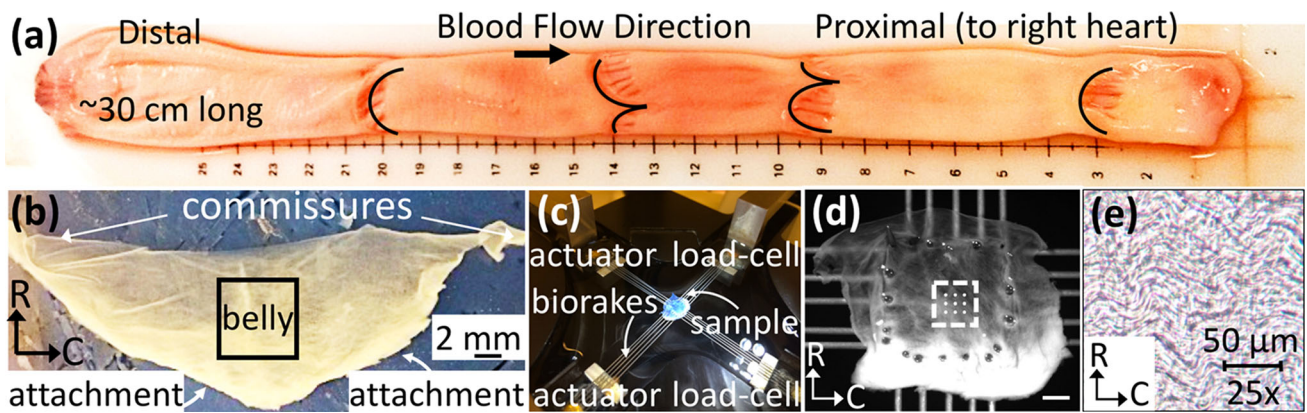 (a) Distal Blood Flow Direction Proximal (to right heart)
2
~30 cm long
25 24 23 22 21 20 19 18 17 16 15 14 13 12 11 10 9 8 7 6 5 4 3 2
(b) commissures
R
C
belly
2 mm
attachment attachment
(c)
actuator load-cell
biorakes
sample
actuator load-cell
(d)
R
C
(e)
R
C
50 µm
25x